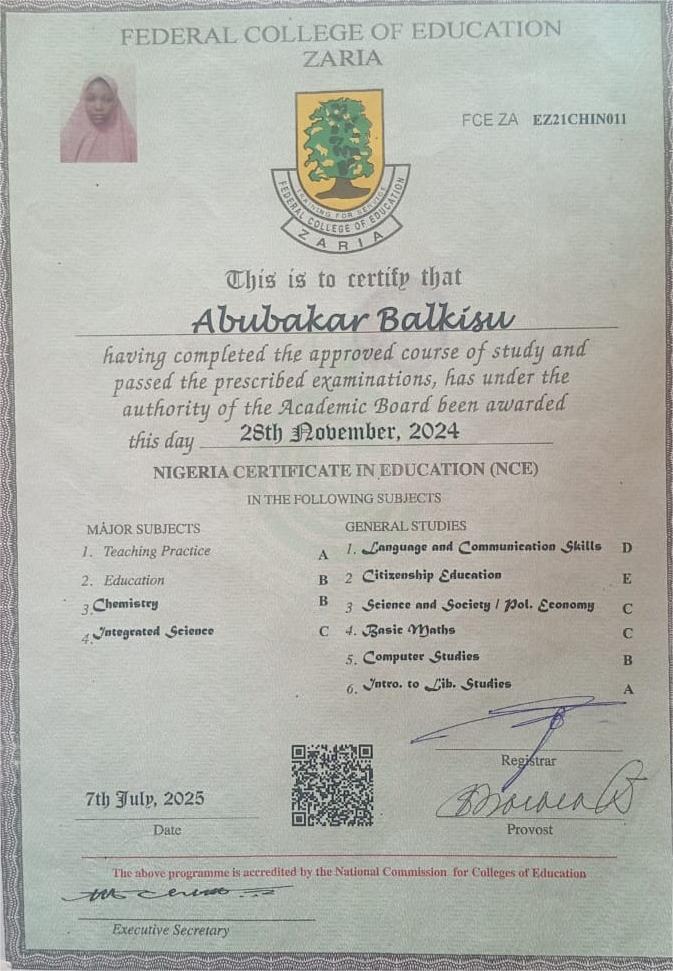 FEDERAL COLLEGE OF EDUCATION
ZARIA
FCE ZA EZ21CHIN011
TRAINING FOR SERVICE
FEDERAL COLLEGE OF EDUCATION
ZARIA
This is to certify that
Abubakar Balkisu
having completed the approved course of study and
passed the prescribed examinations, has under the
authority of the Academic Board been awarded
this day 28th November, 2024
NIGERIA CERTIFICATE IN EDUCATION (NCE)
IN THE FOLLOWING SUBJECTS
MAJOR SUBJECTS
1. Teaching Practice A
2. Education B
3. Chemistry B
4. Integrated Science C
GENERAL STUDIES
1. Language and Communication Skills D
2 Citizenship Education E
3 Science and Society / Pol. Economy C
4. Basic Maths C
5. Computer Studies B
6. Intro. to Lib. Studies A
Registrar
7th July, 2025
Date
Provost
The above programme is accredited by the National Commission for Colleges of Education
Executive Secretary